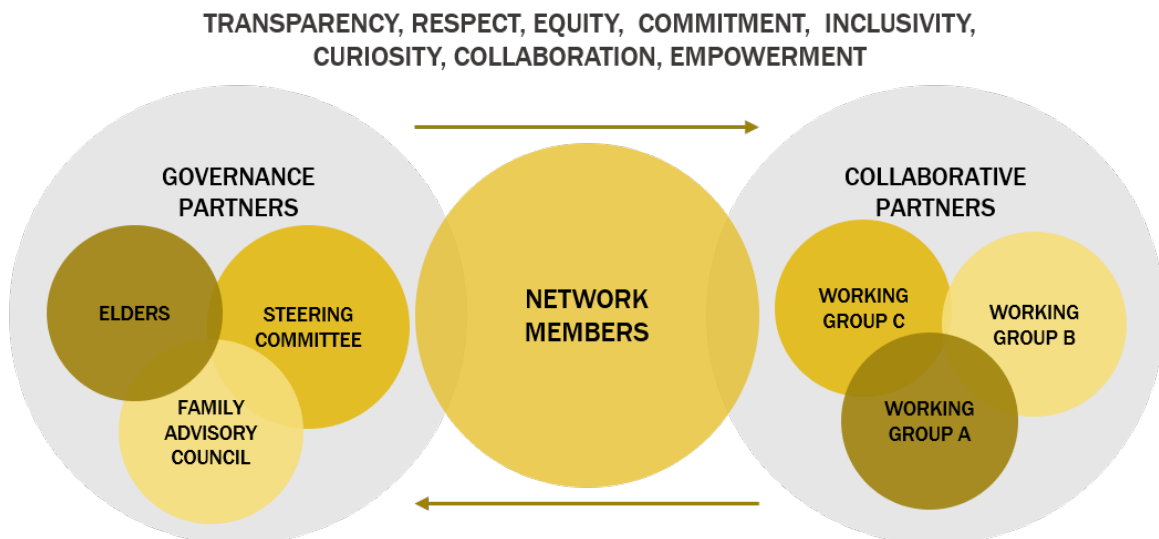 TRANSPARENCY, RESPECT, EQUITY, COMMITMENT, INCLUSIVITY,
CURIOSITY, COLLABORATION, EMPOWERMENT
GOVERNANCE
PARTNERS
ELDERS
STEERING
COMMITTEE
FAMILY
ADVISORY
COUNCIL
NETWORK
MEMBERS
COLLABORATIVE
PARTNERS
WORKING
GROUP C
WORKING
GROUP B
WORKING
GROUP A